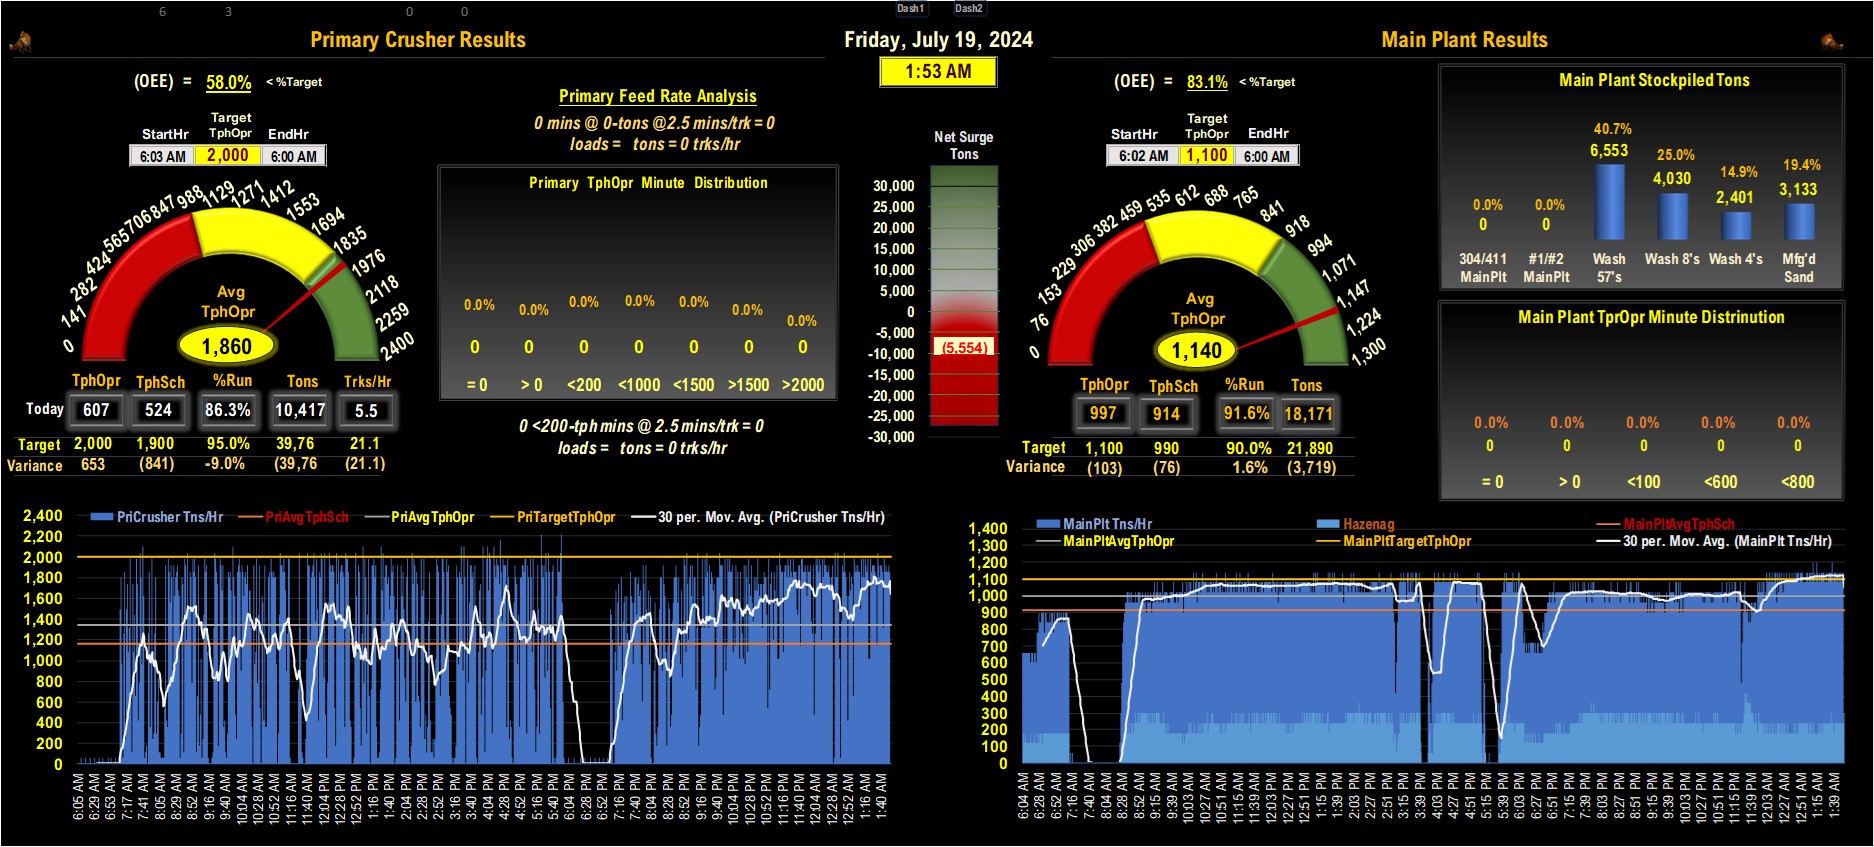 6 3 0 0 Dash1 Dash2
Primary Crusher Results
Friday, July 19, 2024
Main Plant Results
1:53 AM
(OEE) = 58.0% < %Target
Target
StartHr TphOpr EndHr
6:03 AM 2,000 6:00 AM
0 141 282 424 565 706 847 988 1129 1271 1412 1553 1694 1835 1976 2118 2259 2400
Avg
TphOpr
1,860
TphOpr TphSch %Run Tons Trks/Hr
Today 607 524 86.3% 10,417 5.5
Target 2,000 1,900 95.0% 39,76 21.1
Variance 653 (841) -9.0% (39,76 (21.1)
Primary Feed Rate Analysis
0 mins @ 0-tons @2.5 mins/trk = 0
loads = tons = 0 trks/hr
Primary TphOpr Minute Distribution
0.0% 0.0% 0.0% 0.0% 0.0% 0.0% 0.0%
0 0 0 0 0 0 0
= 0 > 0 <200 <1000 <1500 >1500 >2000
0 <200-tph mins @ 2.5 mins/trk = 0
loads = tons = 0 trks/hr
Net Surge
Tons
30,000
25,000
20,000
15,000
10,000
5,000
0
-5,000
(5,554)
-10,000
-15,000
-20,000
-25,000
-30,000
(OEE) = 83.1% < %Target
Target
StartHr TphOpr EndHr
6:02 AM 1,100 6:00 AM
0 76 153 229 306 382 459 535 612 688 765 841 918 994 1,071 1,147 1,224 1,300
Avg
TphOpr
1,140
TphOpr TphSch %Run Tons
997 914 91.6% 18,171
Target 1,100 990 90.0% 21,890
Variance (103) (76) 1.6% (3,719)
Main Plant Stockpiled Tons
0.0% 0.0% 40.7% 25.0% 14.9% 19.4%
0 0 6,553 4,030 2,401 3,133
304/411 #1/#2 Wash Wash 8's Wash 4's Mfg'd
MainPlt MainPlt 57's Sand
Main Plant TprOpr Minute Distrinution
0.0% 0.0% 0.0% 0.0% 0.0%
0 0 0 0 0
= 0 > 0 <100 <600 <800
PriCrusher Tns/Hr PriAvgTphSch PriAvgTphOpr PriTargetTphOpr 30 per. Mov. Avg. (PriCrusher Tns/Hr)
2,400
2,200
2,000
1,800
1,600
1,400
1,200
1,000
800
600
400
200
0
6:05 AM 6:29 AM 6:53 AM 7:17 AM 7:41 AM 8:05 AM 8:29 AM 8:52 AM 9:16 AM 9:40 AM 10:04 AM 10:28 AM 10:52 AM 11:16 AM 11:40 AM 12:04 PM 12:28 PM 12:52 PM 1:16 PM 1:40 PM 2:04 PM 2:28 PM 2:52 PM 3:16 PM 3:40 PM 4:04 PM 4:28 PM 4:52 PM 5:16 PM 5:40 PM 6:04 PM 6:28 PM 6:52 PM 7:16 PM 7:40 PM 8:04 PM 8:28 PM 8:52 PM 9:16 PM 9:40 PM 10:04 PM 10:28 PM 10:52 PM 11:16 PM 11:40 PM 12:04 AM 12:28 AM 12:52 AM 1:16 AM 1:40 AM
MainPlt Tns/Hr Hazenag MainPltAvgTphSch
MainPltAvgTphOpr MainPltTargetTphOpr 30 per. Mov. Avg. (MainPlt Tns/Hr)
1,400
1,300
1,200
1,100
1,000
900
800
700
600
500
400
300
200
100
0
6:04 AM 6:28 AM 6:52 AM 7:16 AM 7:40 AM 8:04 AM 8:28 AM 8:52 AM 9:15 AM 9:39 AM 10:03 AM 10:27 AM 10:51 AM 11:15 AM 11:39 AM 12:03 PM 12:27 PM 12:51 PM 1:15 PM 1:39 PM 2:03 PM 2:27 PM 2:51 PM 3:15 PM 3:39 PM 4:03 PM 4:27 PM 4:51 PM 5:15 PM 5:39 PM 6:03 PM 6:27 PM 6:51 PM 7:15 PM 7:39 PM 8:03 PM 8:27 PM 8:51 PM 9:15 PM 9:39 PM 10:03 PM 10:27 PM 10:51 PM 11:15 PM 11:39 PM 12:03 AM 12:27 AM 12:51 AM 1:15 AM 1:39 AM